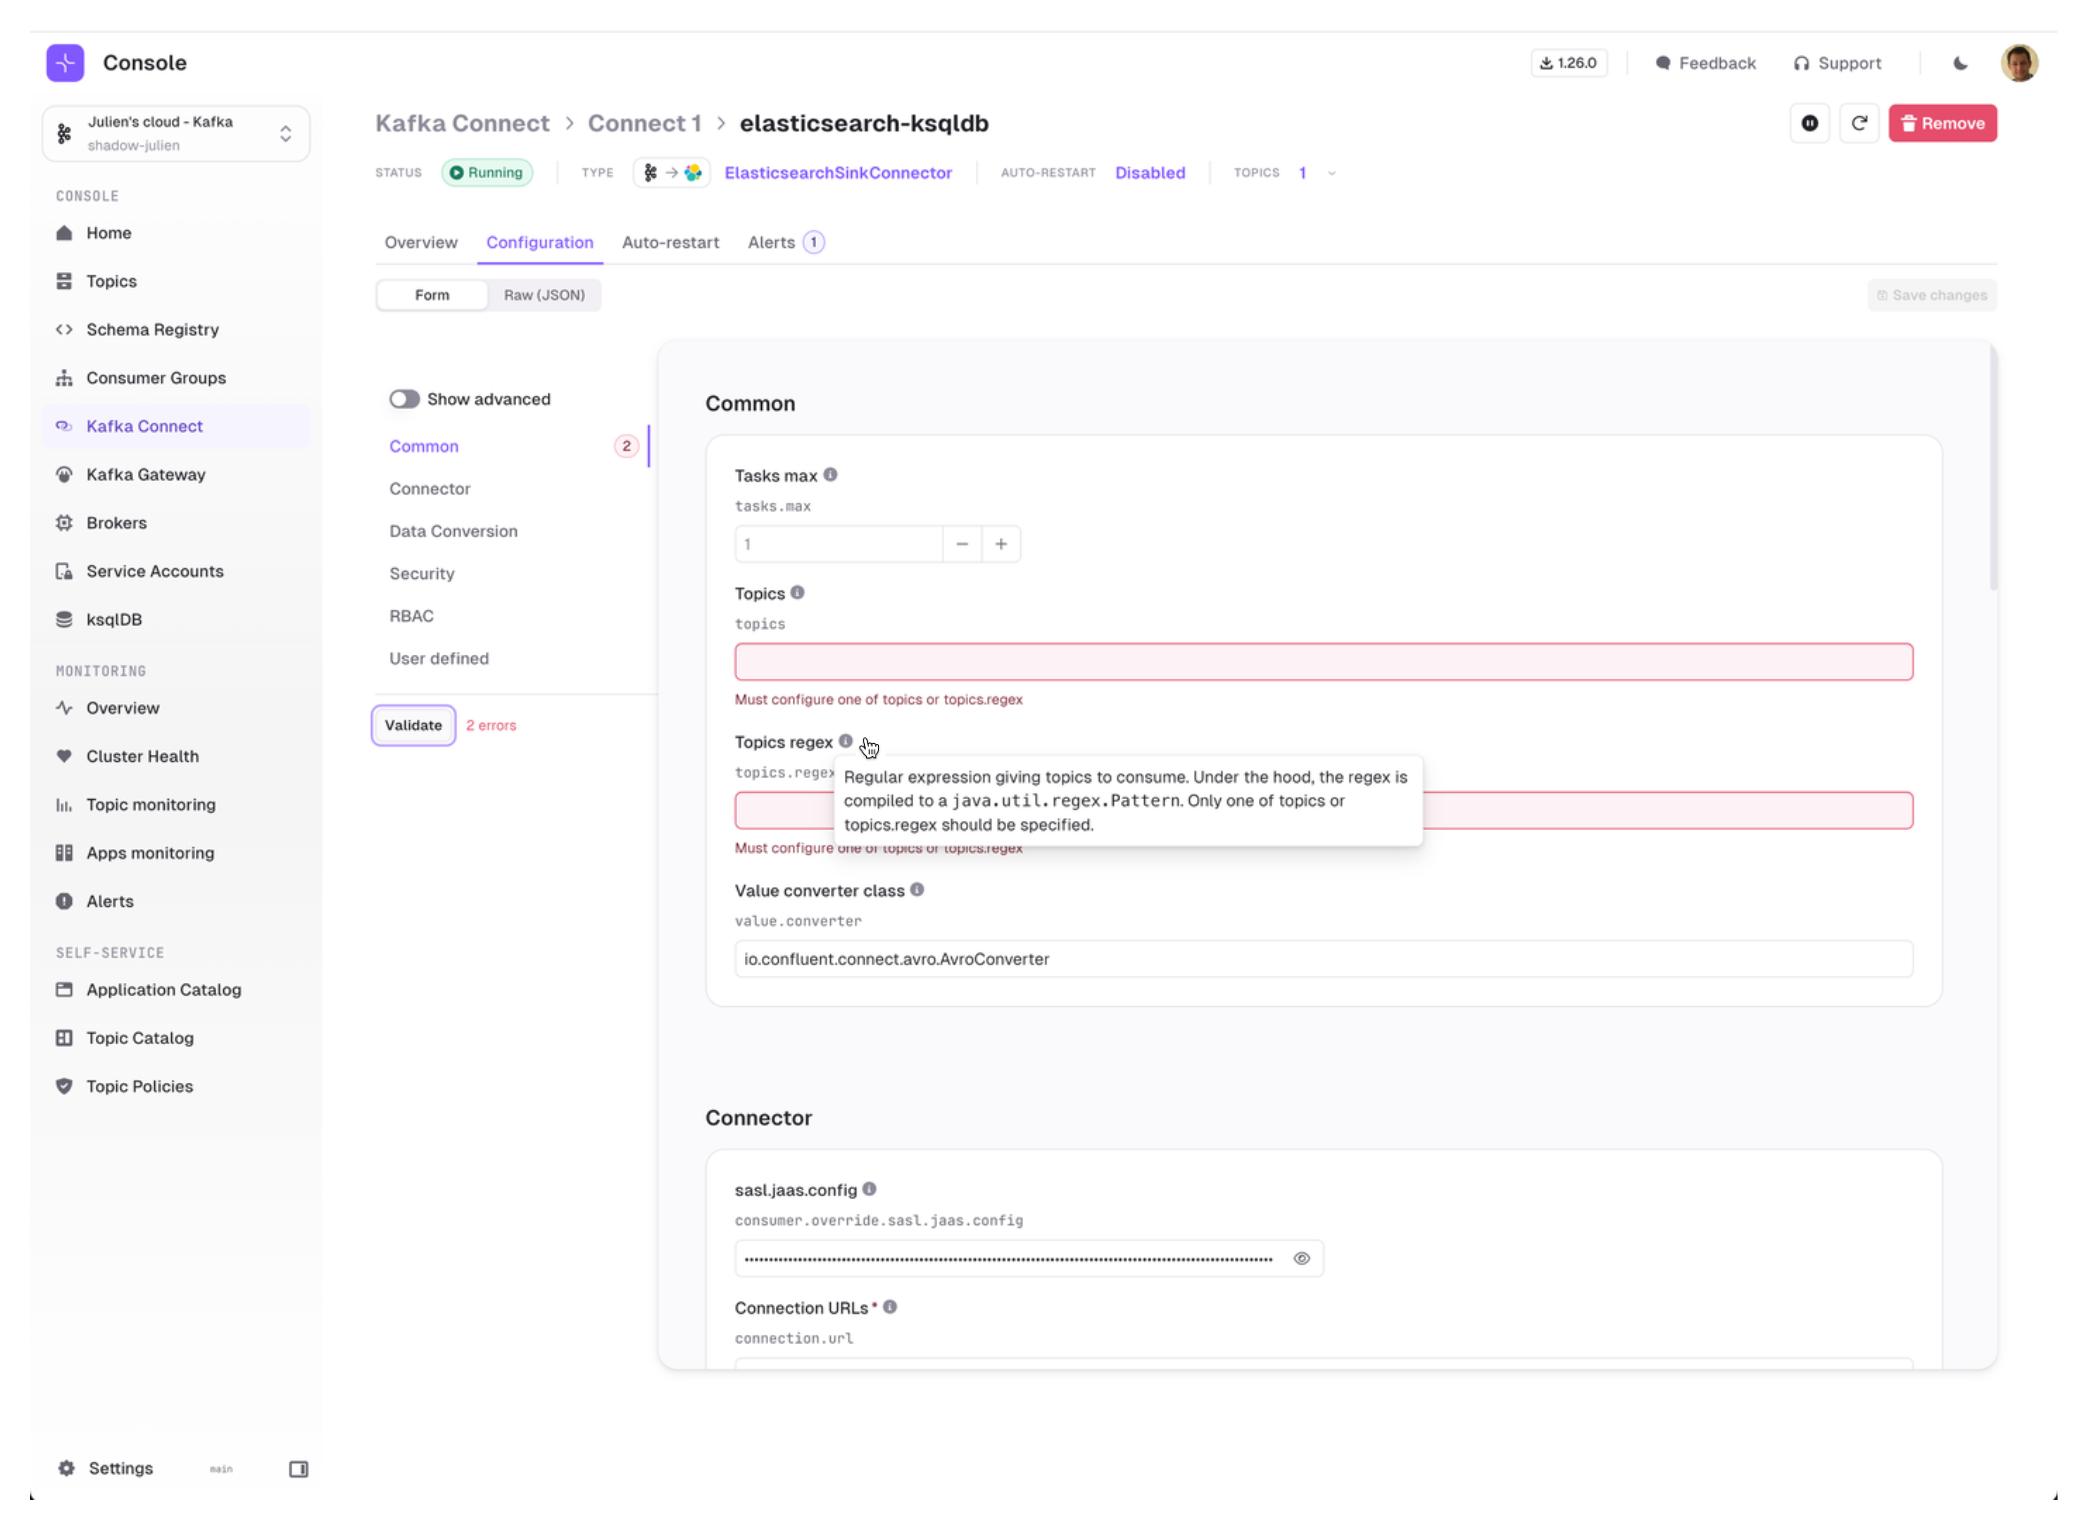 Console
1.26.0
Feedback
Support
Julien's cloud - Kafka
shadow-julien
CONSOLE
Home
Topics
Schema Registry
Consumer Groups
Kafka Connect
Kafka Gateway
Brokers
Service Accounts
ksqlDB
MONITORING
Overview
Cluster Health
Topic monitoring
Apps monitoring
Alerts
SELF-SERVICE
Application Catalog
Topic Catalog
Topic Policies
Settings
main
Kafka Connect > Connect 1 > elasticsearch-ksqldb
Remove
STATUS Running TYPE ElasticsearchSinkConnector AUTO-RESTART Disabled TOPICS 1
Overview Configuration Auto-restart Alerts 1
Form Raw (JSON)
Save changes
Show advanced
Common 2
Connector
Data Conversion
Security
RBAC
User defined
Validate 2 errors
Common
Tasks max
tasks.max
1
Topics
topics
Must configure one of topics or topics.regex
Topics regex
topics.regex
Regular expression giving topics to consume. Under the hood, the regex is
compiled to a java.util.regex.Pattern. Only one of topics or
topics.regex should be specified.
Must configure one of topics or topics.regex
Value converter class
value.converter
io.confluent.connect.avro.AvroConverter
Connector
sasl.jaas.config
consumer.override.sasl.jaas.config
Connection URLs*
connection.url